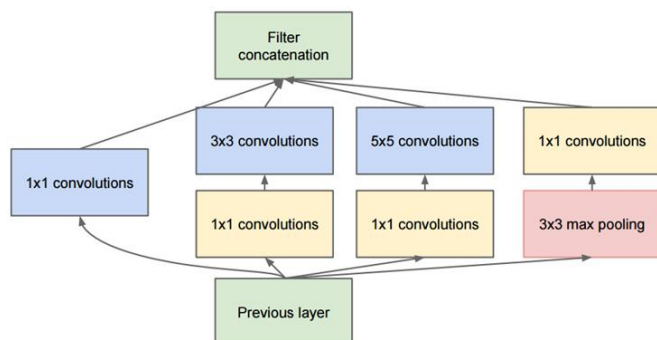 Filter
concatenation
3x3 convolutions
5x5 convolutions
1x1 convolutions
1x1 convolutions
1x1 convolutions
1x1 convolutions
3x3 max pooling
Previous layer